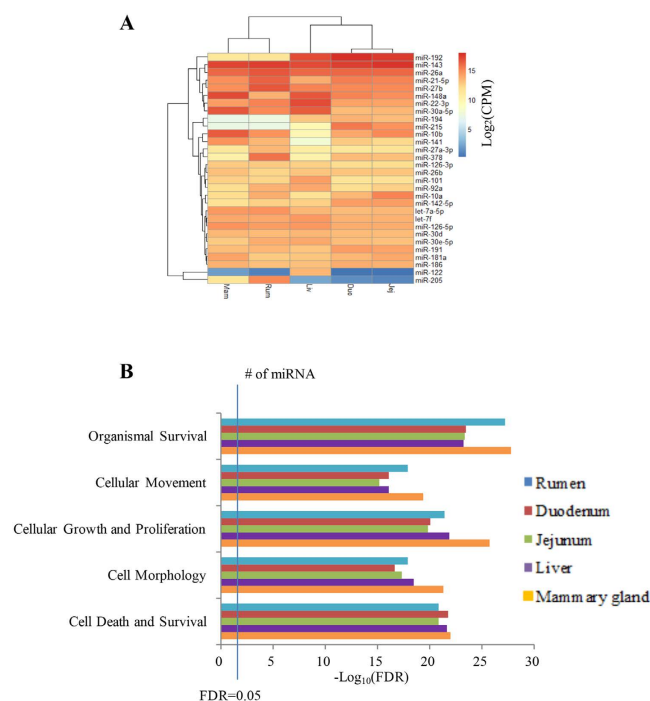 A
miR-192
miR-143
miR-26a
miR-21-5p
miR-27b
miR-148a
miR-22-3p
miR-30a-5p
miR-194
miR-215
miR-10b
miR-141
miR-27a-3p
miR-378
miR-126-3p
miR-26b
miR-101
miR-92a
miR-10a
miR-142-5p
let-7a-5p
let-7f
miR-126-5p
miR-30d
miR-30e-5p
miR-191
miR-181a
miR-186
miR-122
miR-205
Mam Rum Liv Duo Jej
15
10
5
Log2(CPM)
B
# of miRNA
Organismal Survival
Cellular Movement
Cellular Growth and Proliferation
Cell Morphology
Cell Death and Survival
Rumen
Duodenum
Jejunum
Liver
Mammary gland
0 5 10 15 20 25 30
-Log10(FDR)
FDR=0.05